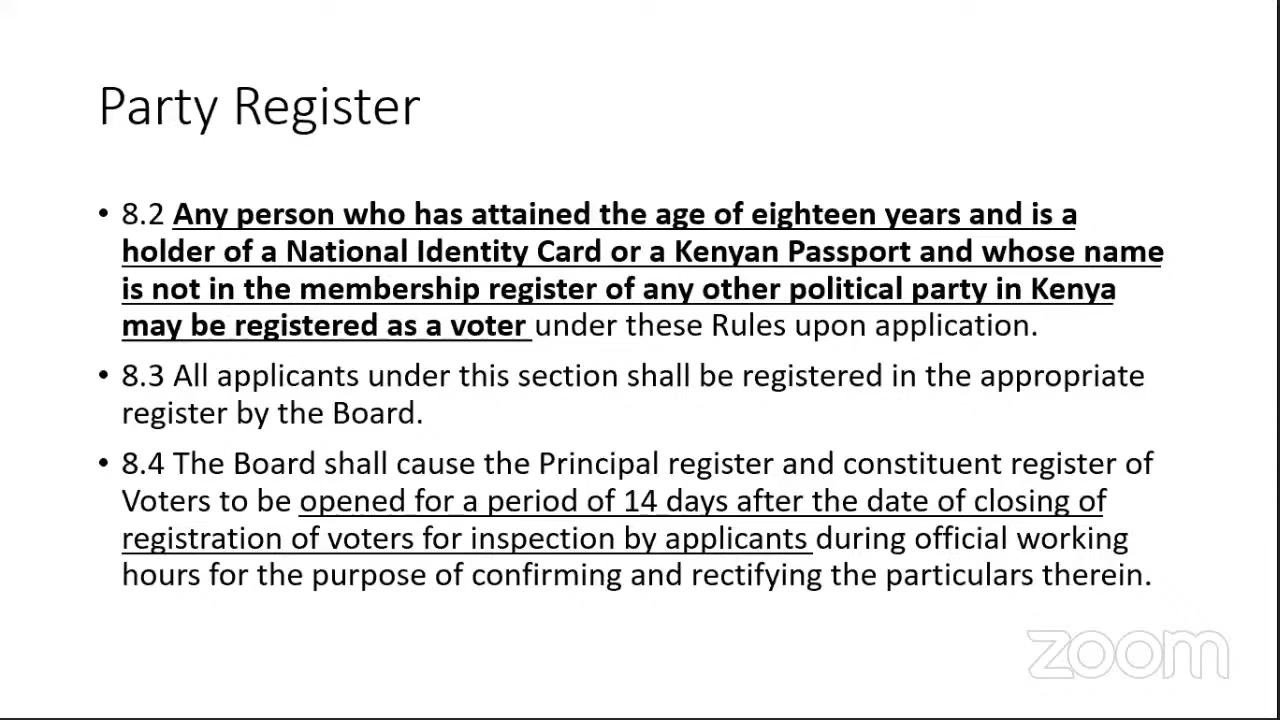 Party Register
• 8.2 Any person who has attained the age of eighteen years and is a
holder of a National Identity Card or a Kenyan Passport and whose name
is not in the membership register of any other political party in Kenya
may be registered as a voter under these Rules upon application.
• 8.3 All applicants under this section shall be registered in the appropriate
register by the Board.
• 8.4 The Board shall cause the Principal register and constituent register of
Voters to be opened for a period of 14 days after the date of closing of
registration of voters for inspection by applicants during official working
hours for the purpose of confirming and rectifying the particulars therein.
zoom